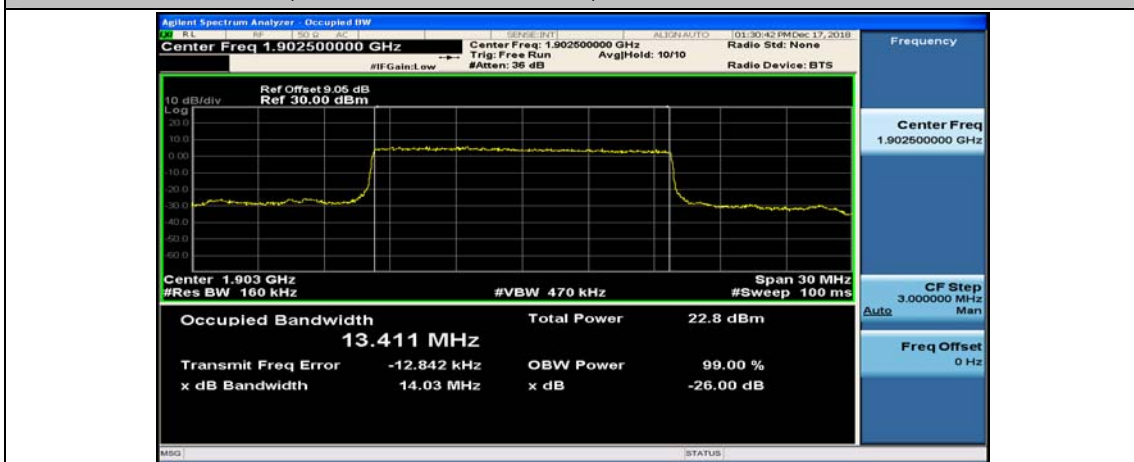 Agilent Spectrum Analyzer - Occupied BW
RL RF 50 Ω AC SENSE:INT ALIGN AUTO 01:30:42 PM Dec 17, 2018
Center Freq 1.902500000 GHz
Center Freq: 1.902500000 GHz
Radio Std: None
Trig: Free Run Avg|Hold: 10/10
#IFGain:Low #Atten: 36 dB Radio Device: BTS
Frequency
Ref Offset 9.05 dB
10 dB/div Ref 30.00 dBm
Log
20.0
10.0
0.00
-10.0
-20.0
-30.0
-40.0
-50.0
-60.0
Center 1.903 GHz Span 30 MHz
#Res BW 160 kHz #VBW 470 kHz #Sweep 100 ms
Occupied Bandwidth Total Power 22.8 dBm
13.411 MHz
Transmit Freq Error -12.842 kHz OBW Power 99.00 %
x dB Bandwidth 14.03 MHz x dB -26.00 dB
Center Freq
1.902500000 GHz
CF Step
3.000000 MHz
Auto Man
Freq Offset
0 Hz
MSG STATUS